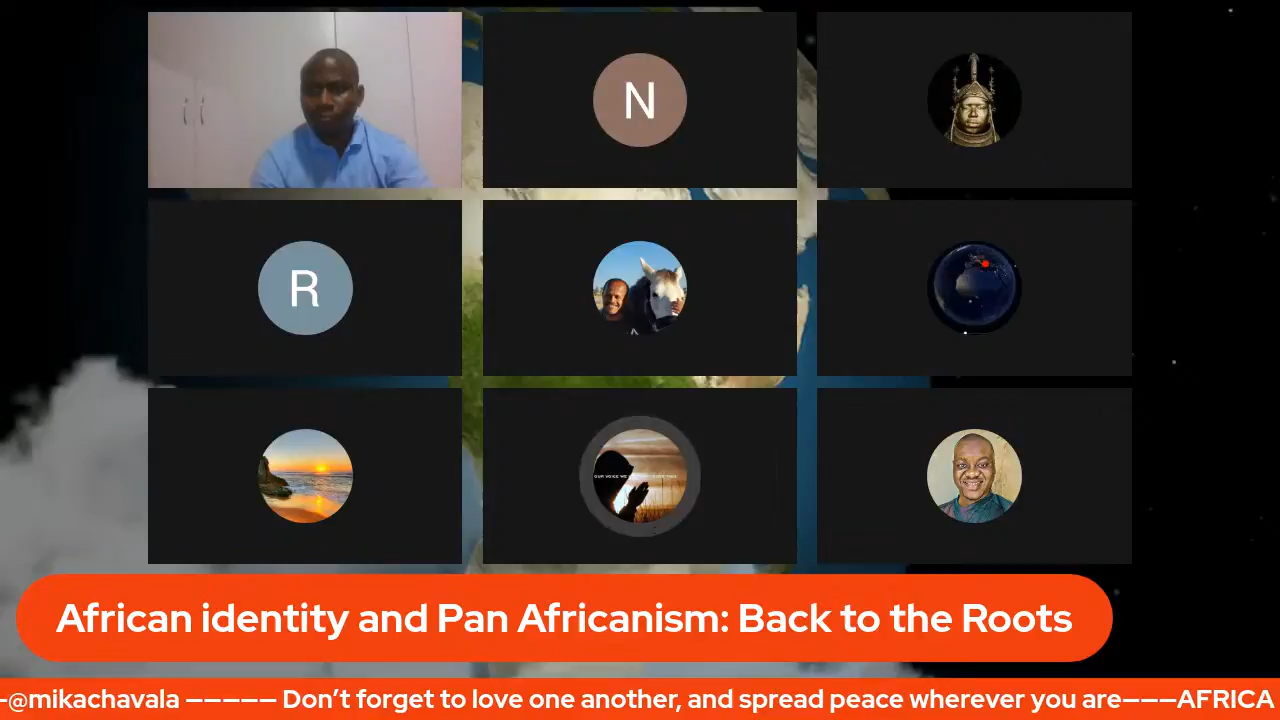 N
R
African identity and Pan Africanism: Back to the Roots
-@mikachavala ––––– Don’t forget to love one another, and spread peace wherever you are–––AFRICA